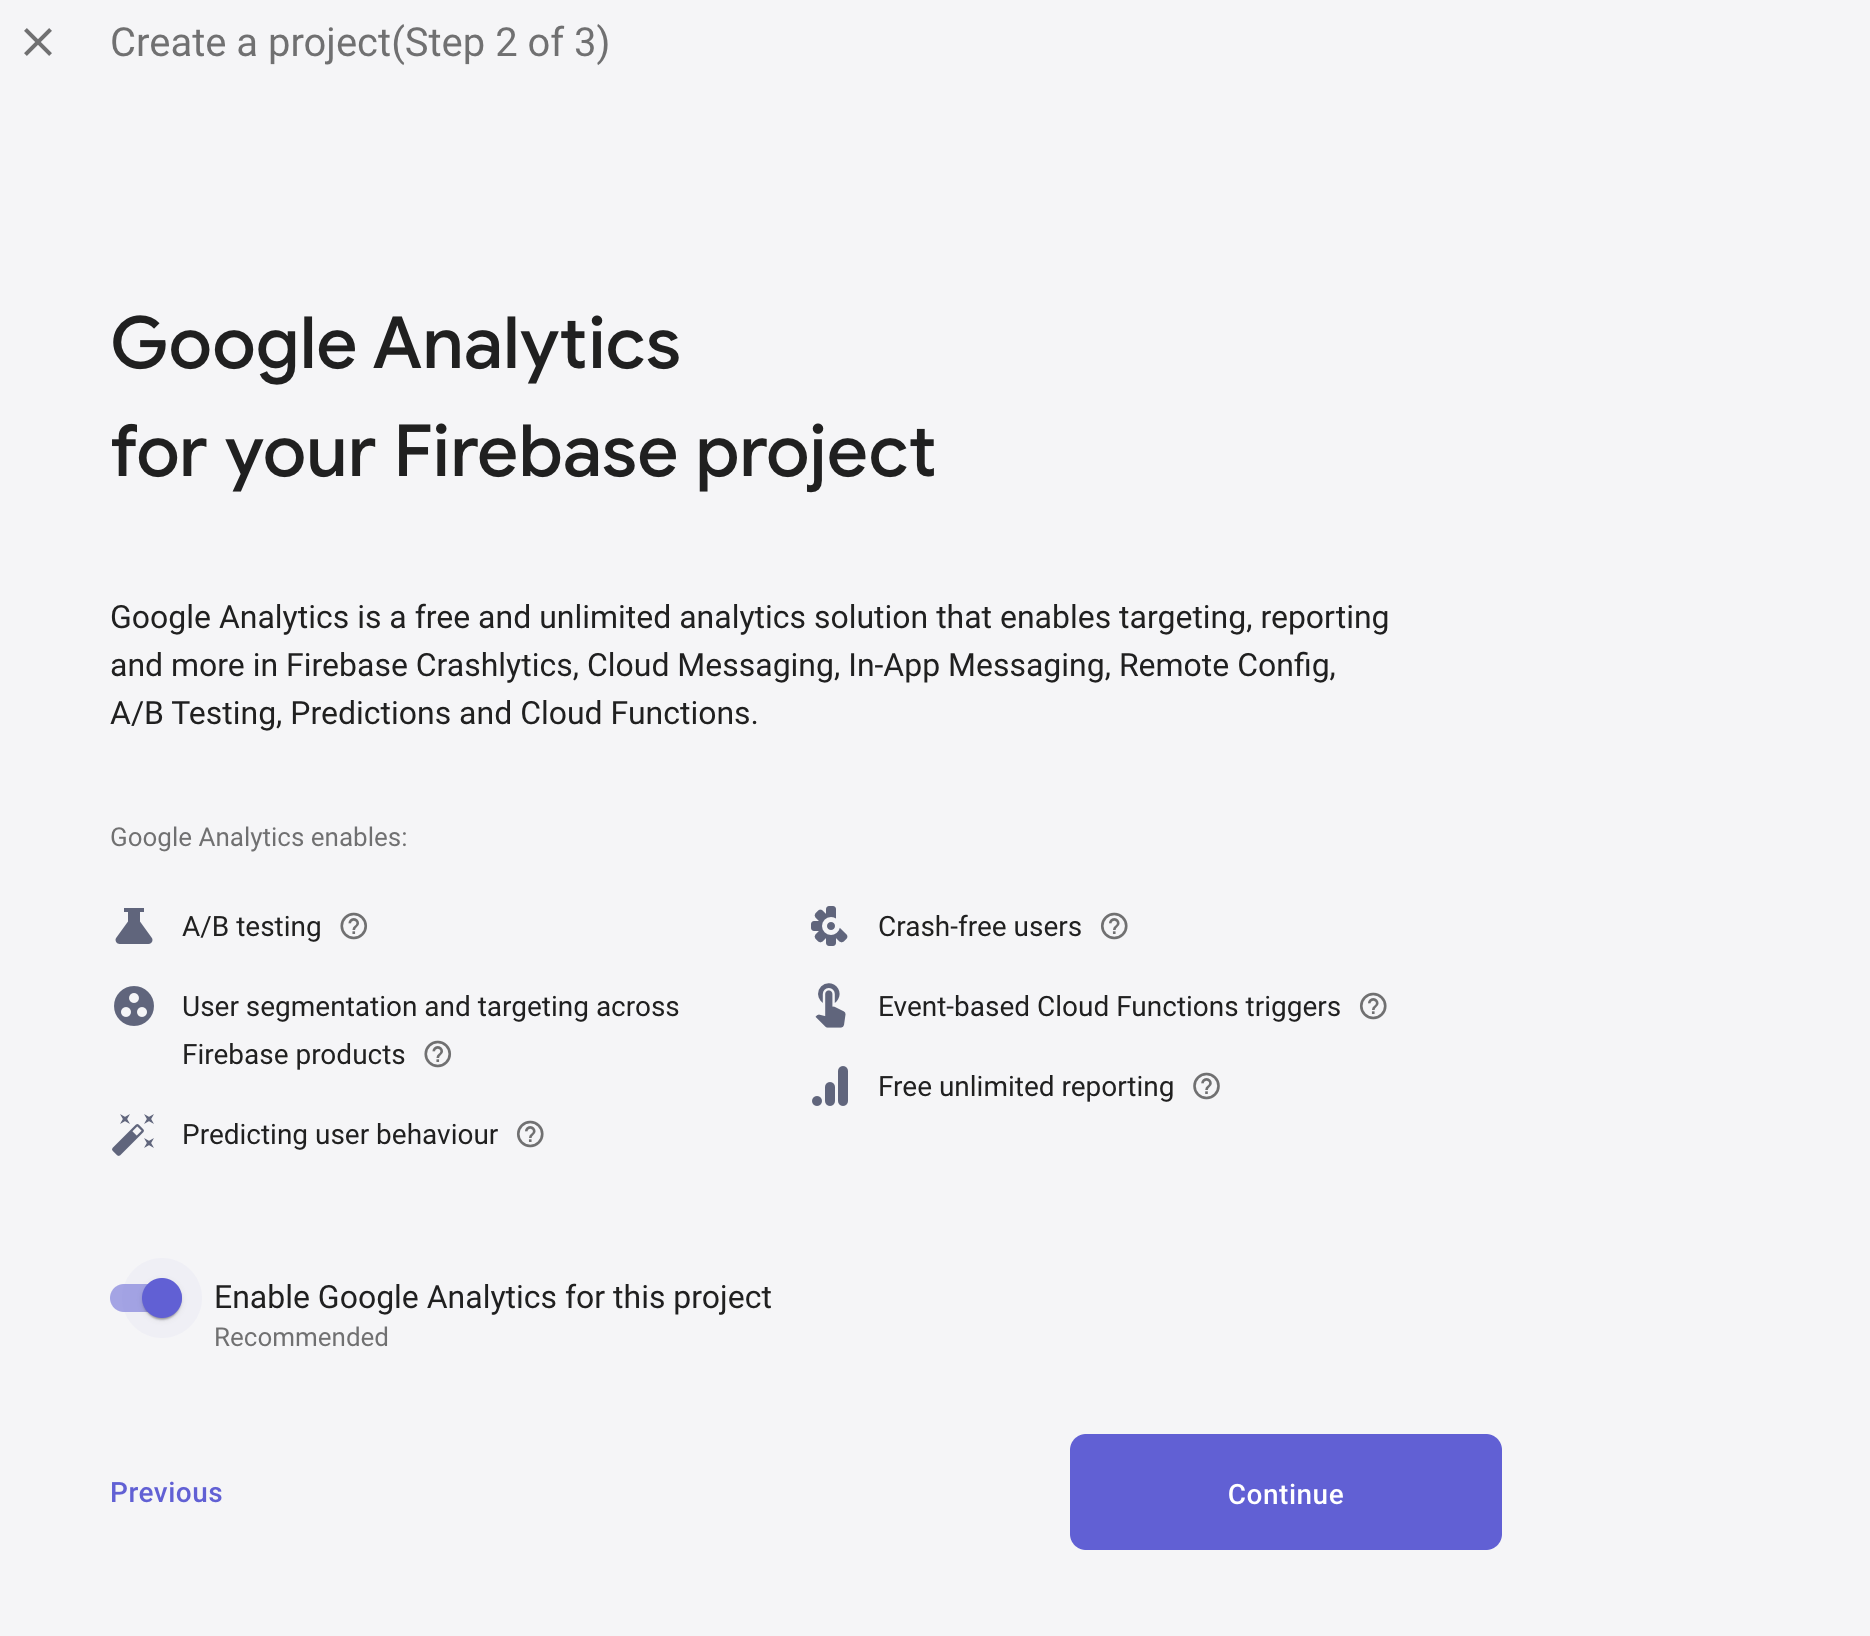 Create a project(Step 2 of 3)
Google Analytics
for your Firebase project
Google Analytics is a free and unlimited analytics solution that enables targeting, reporting
and more in Firebase Crashlytics, Cloud Messaging, In-App Messaging, Remote Config,
A/B Testing, Predictions and Cloud Functions.
Google Analytics enables:
A/B testing
User segmentation and targeting across
Firebase products
Predicting user behaviour
Crash-free users
Event-based Cloud Functions triggers
Free unlimited reporting
Enable Google Analytics for this project
Recommended
Previous
Continue